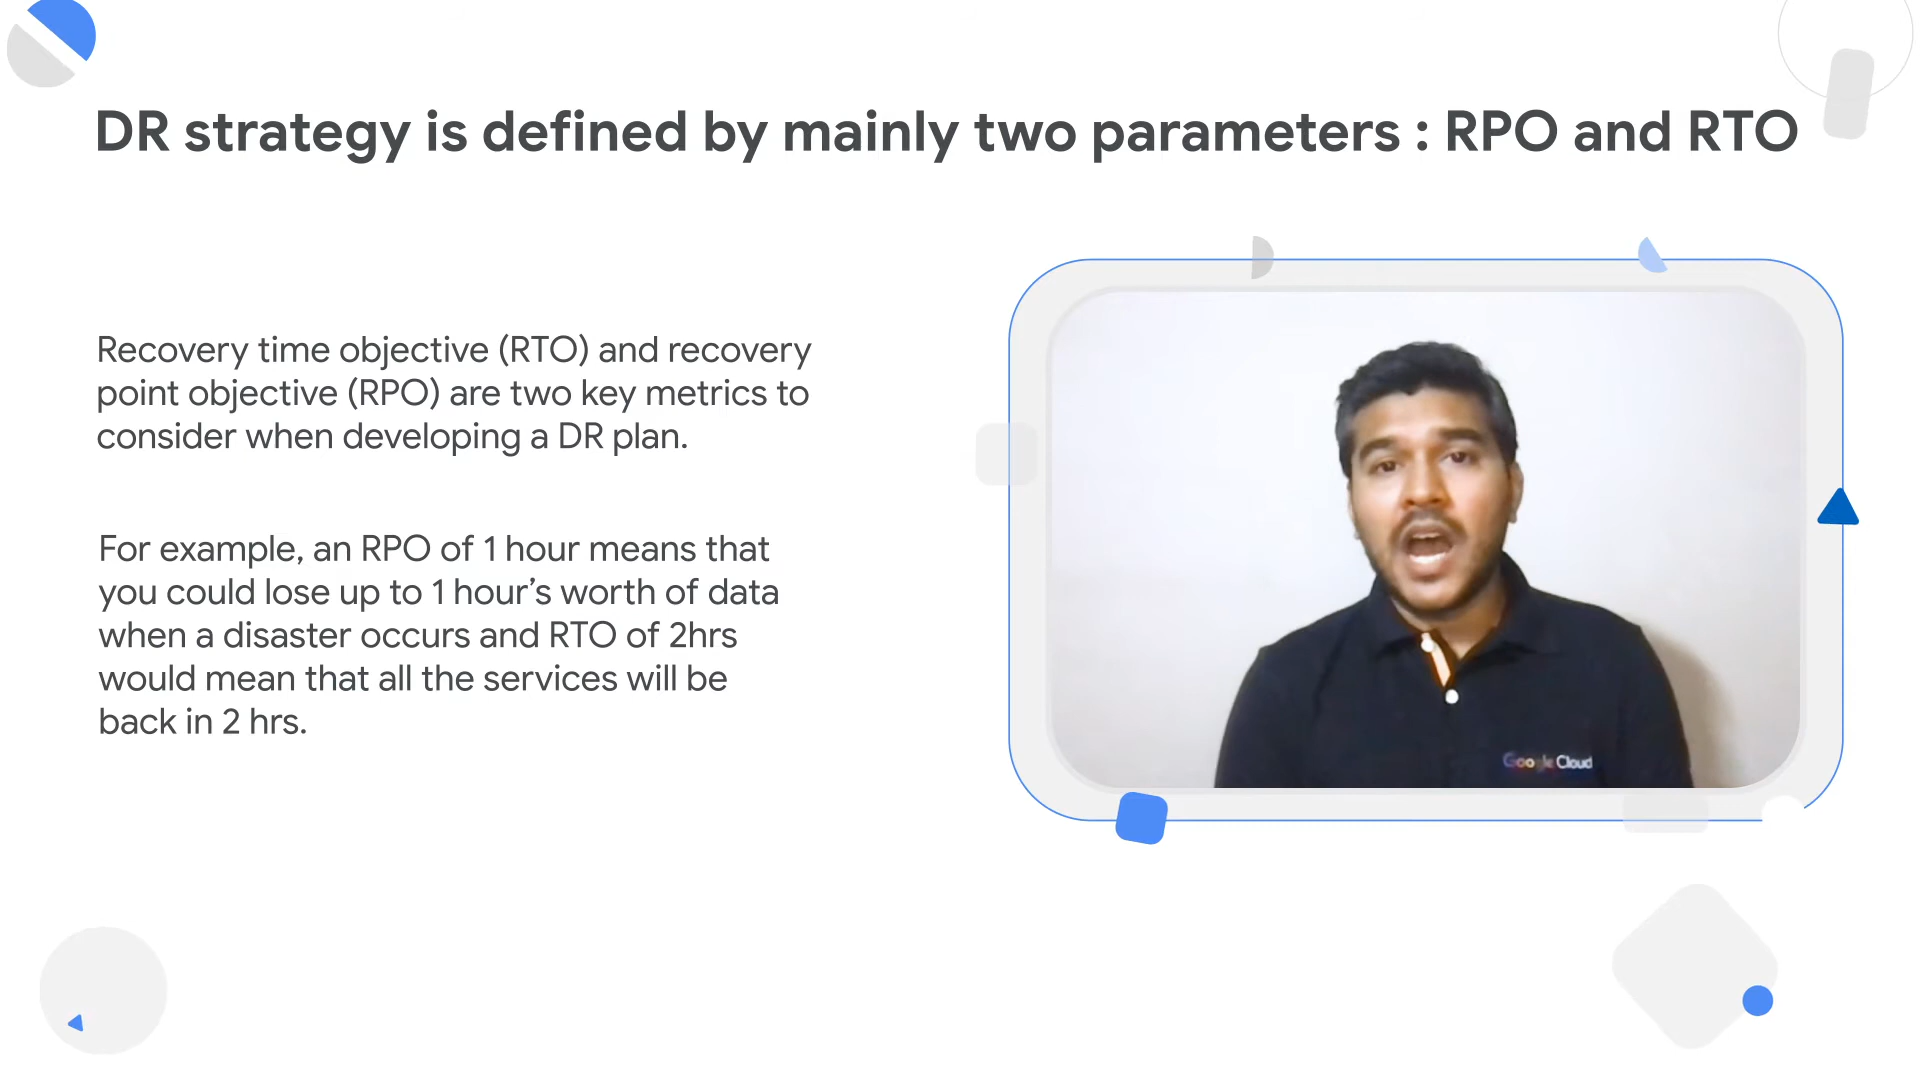 DR strategy is defined by mainly two parameters : RPO and RTO
Recovery time objective (RTO) and recovery
point objective (RPO) are two key metrics to
consider when developing a DR plan.
For example, an RPO of 1 hour means that
you could lose up to 1 hour’s worth of data
when a disaster occurs and RTO of 2hrs
would mean that all the services will be
back in 2 hrs.
Google Cloud